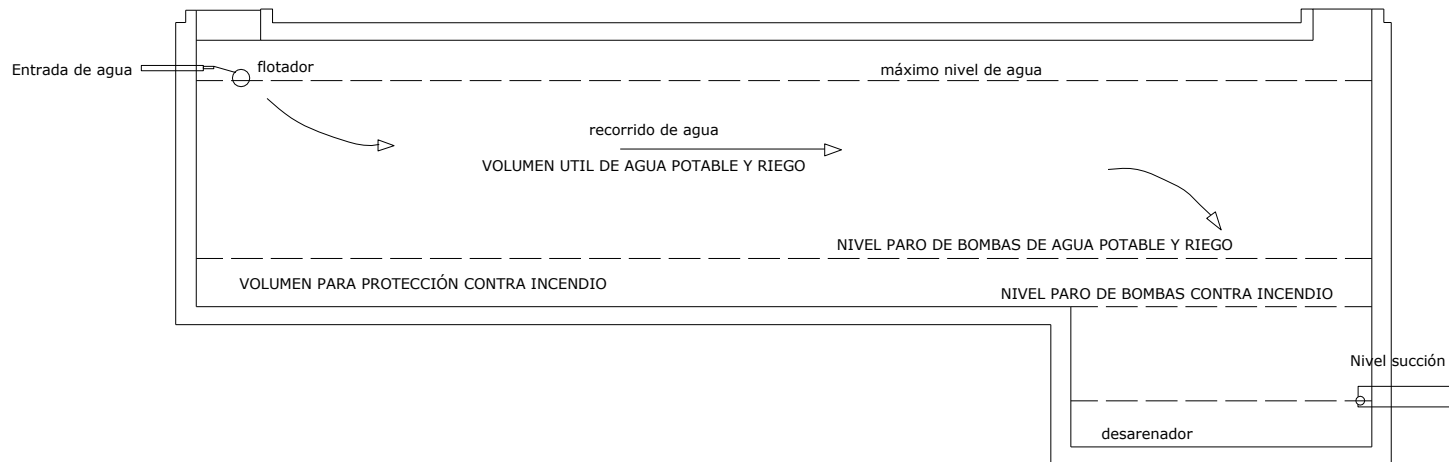 Entrada de agua
flotador
máximo nivel de agua
recorrido de agua
VOLUMEN UTIL DE AGUA POTABLE Y RIEGO
NIVEL PARO DE BOMBAS DE AGUA POTABLE Y RIEGO
VOLUMEN PARA PROTECCIÓN CONTRA INCENDIO
NIVEL PARO DE BOMBAS CONTRA INCENDIO
Nivel succión
desarenador